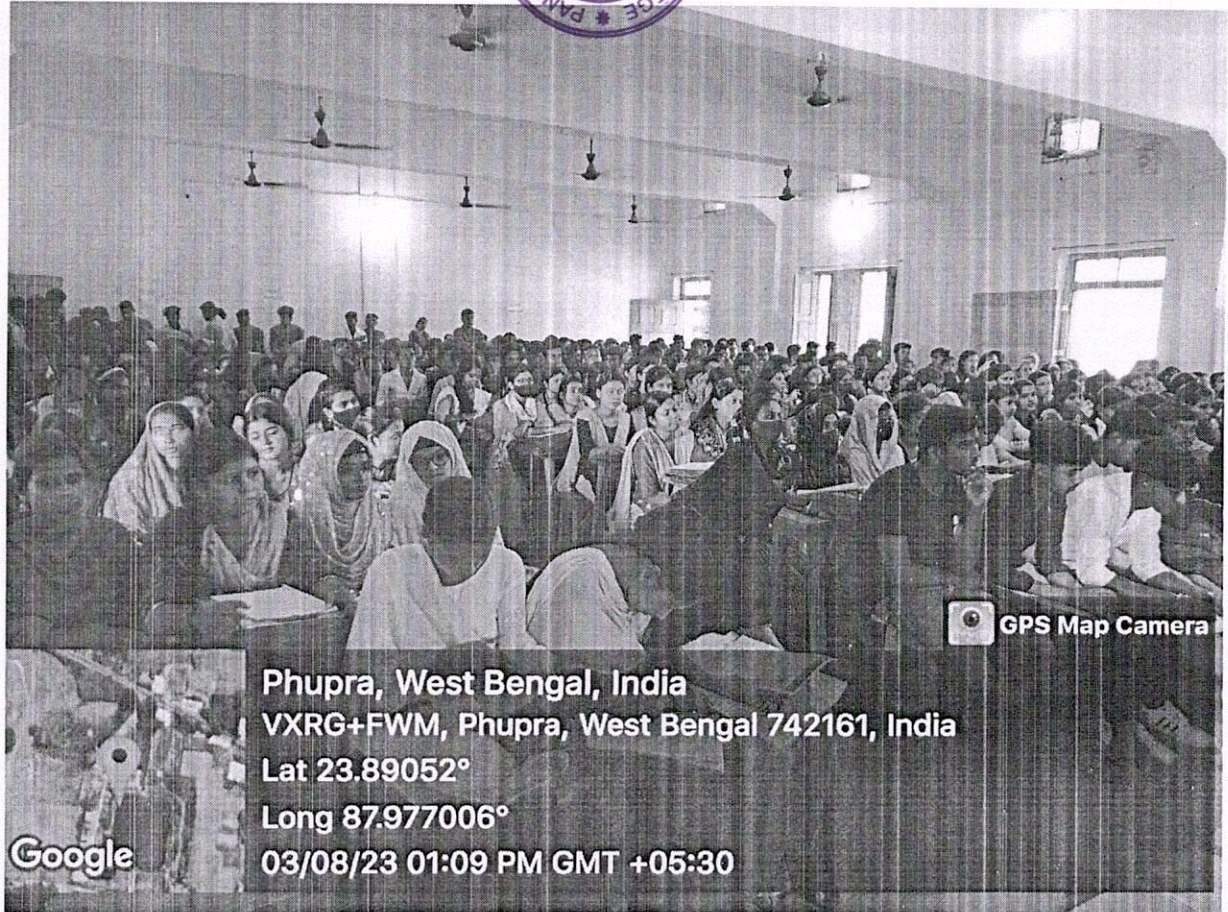 GPS Map Camera
Phupra, West Bengal, India
VXRG+FWM, Phupra, West Bengal 742161, India
Lat 23.89052°
Long 87.977006°
03/08/23 01:09 PM GMT +05:30
Google